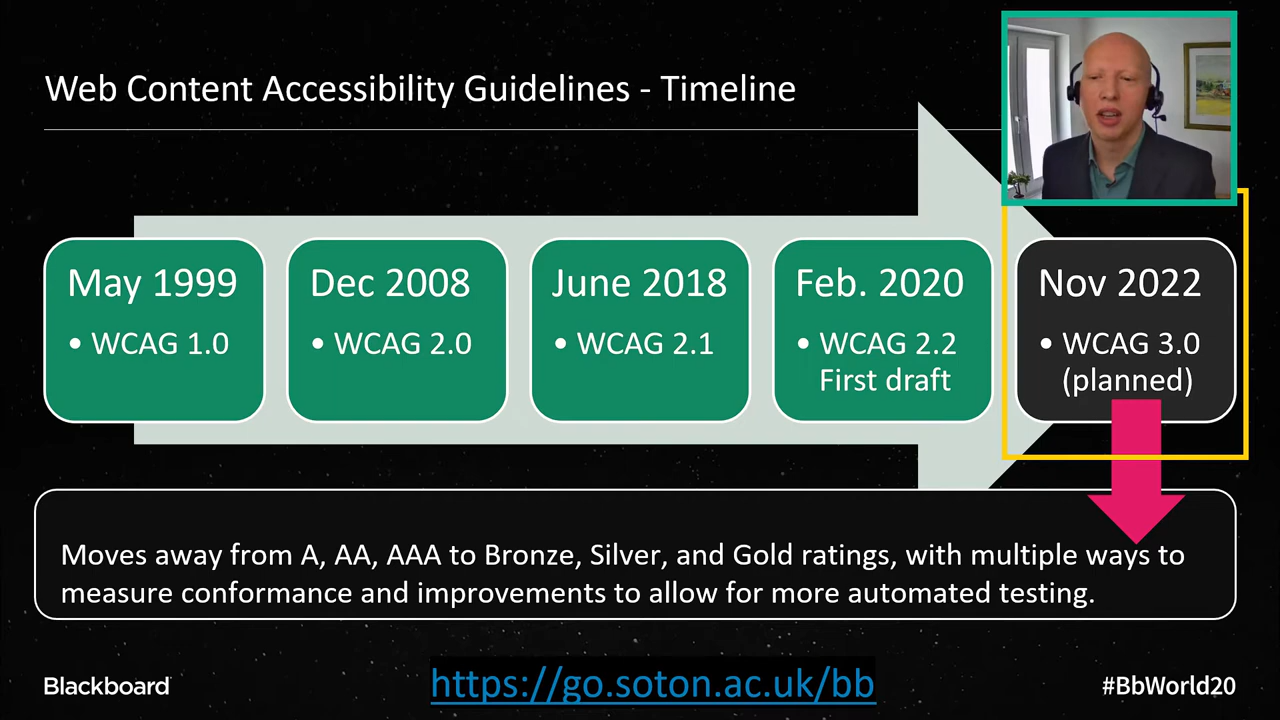 Web Content Accessibility Guidelines - Timeline
May 1999
• WCAG 1.0
Dec 2008
• WCAG 2.0
June 2018
• WCAG 2.1
Feb. 2020
• WCAG 2.2
First draft
Nov 2022
• WCAG 3.0
(planned)
Moves away from A, AA, AAA to Bronze, Silver, and Gold ratings, with multiple ways to
measure conformance and improvements to allow for more automated testing.
Blackboard
https://go.soton.ac.uk/bb
#BbWorld20